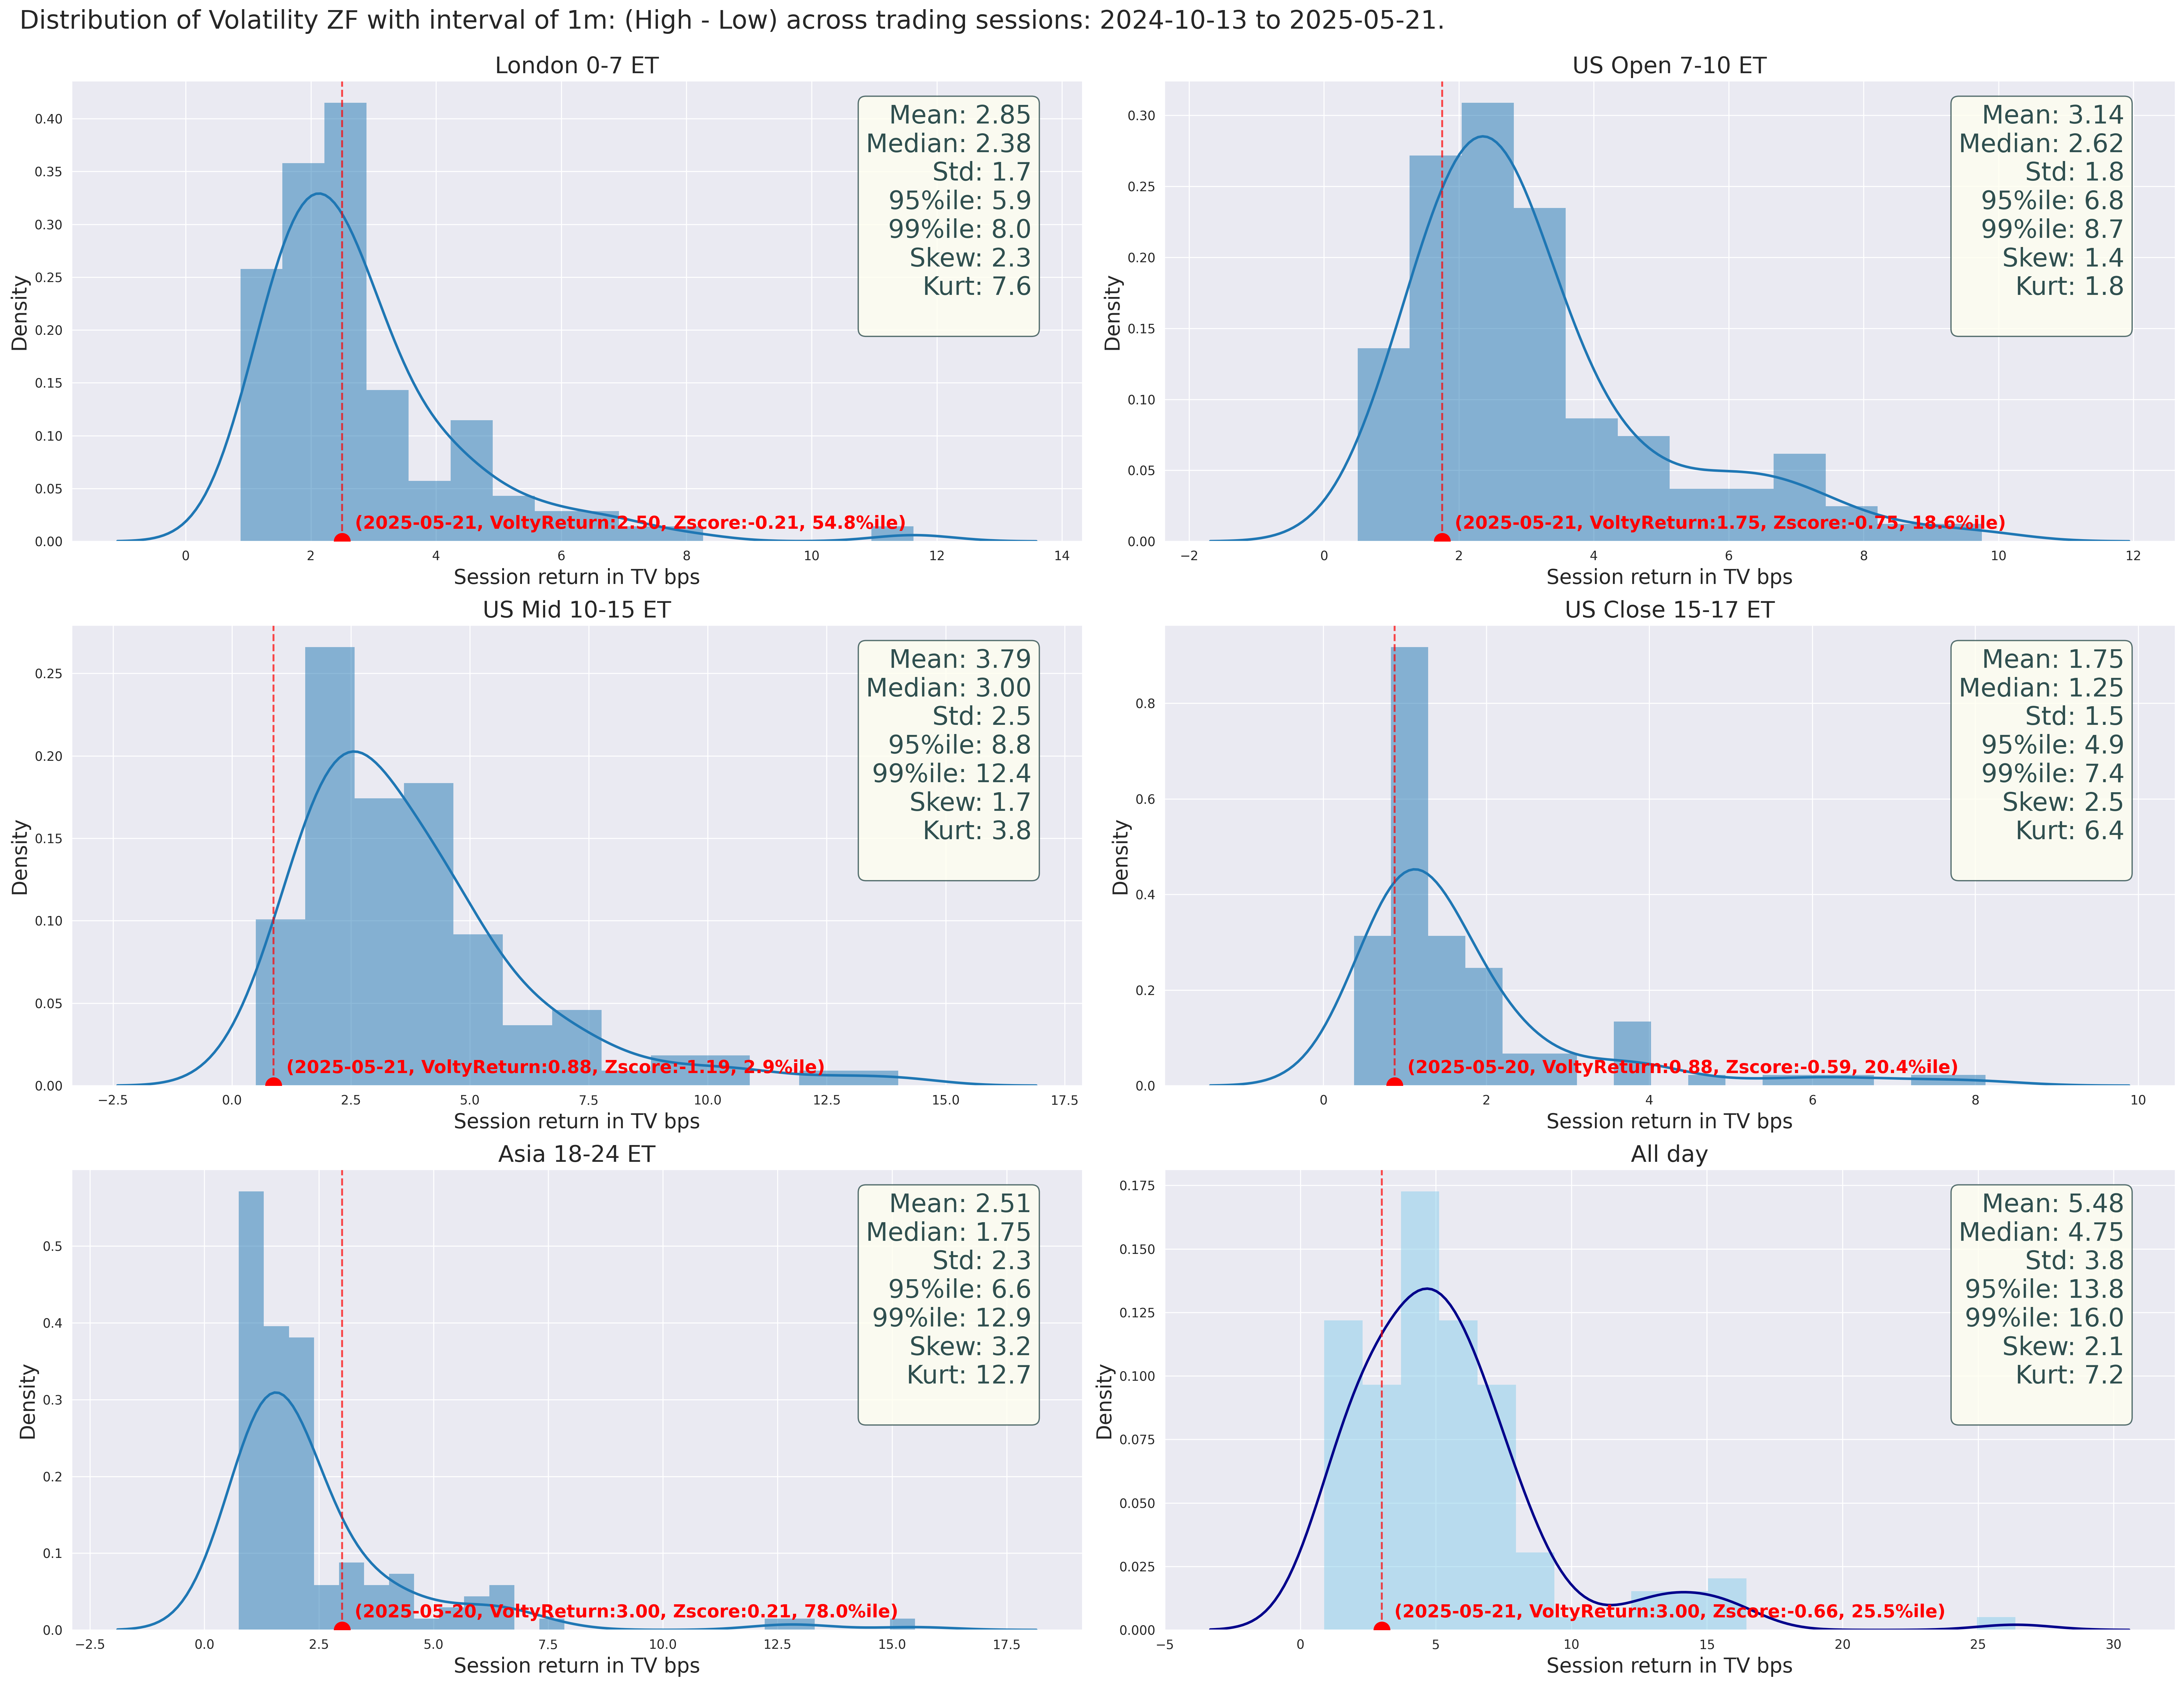 Distribution of Volatility ZF with interval of 1m: (High - Low) across trading sessions: 2024-10-13 to 2025-05-21.
London 0-7 ET
Density
0.40
0.35
0.30
0.25
0.20
0.15
0.10
0.05
0.00
Mean: 2.85
Median: 2.38
Std: 1.7
95%ile: 5.9
99%ile: 8.0
Skew: 2.3
Kurt: 7.6
(2025-05-21, VoltyReturn:2.50, Zscore:-0.21, 54.8%ile)
0 2 4 6 8 10 12 14
Session return in TV bps
US Open 7-10 ET
Density
0.30
0.25
0.20
0.15
0.10
0.05
0.00
Mean: 3.14
Median: 2.62
Std: 1.8
95%ile: 6.8
99%ile: 8.7
Skew: 1.4
Kurt: 1.8
(2025-05-21, VoltyReturn:1.75, Zscore:-0.75, 18.6%ile)
−2 0 2 4 6 8 10 12
Session return in TV bps
US Mid 10-15 ET
Density
0.25
0.20
0.15
0.10
0.05
0.00
Mean: 3.79
Median: 3.00
Std: 2.5
95%ile: 8.8
99%ile: 12.4
Skew: 1.7
Kurt: 3.8
(2025-05-21, VoltyReturn:0.88, Zscore:-1.19, 2.9%ile)
−2.5 0.0 2.5 5.0 7.5 10.0 12.5 15.0 17.5
Session return in TV bps
US Close 15-17 ET
Density
0.8
0.6
0.4
0.2
0.0
Mean: 1.75
Median: 1.25
Std: 1.5
95%ile: 4.9
99%ile: 7.4
Skew: 2.5
Kurt: 6.4
(2025-05-20, VoltyReturn:0.88, Zscore:-0.59, 20.4%ile)
0 2 4 6 8 10
Session return in TV bps
Asia 18-24 ET
Density
0.5
0.4
0.3
0.2
0.1
0.0
Mean: 2.51
Median: 1.75
Std: 2.3
95%ile: 6.6
99%ile: 12.9
Skew: 3.2
Kurt: 12.7
(2025-05-20, VoltyReturn:3.00, Zscore:0.21, 78.0%ile)
−2.5 0.0 2.5 5.0 7.5 10.0 12.5 15.0 17.5
Session return in TV bps
All day
Density
0.175
0.150
0.125
0.100
0.075
0.050
0.025
0.000
Mean: 5.48
Median: 4.75
Std: 3.8
95%ile: 13.8
99%ile: 16.0
Skew: 2.1
Kurt: 7.2
(2025-05-21, VoltyReturn:3.00, Zscore:-0.66, 25.5%ile)
−5 0 5 10 15 20 25 30
Session return in TV bps